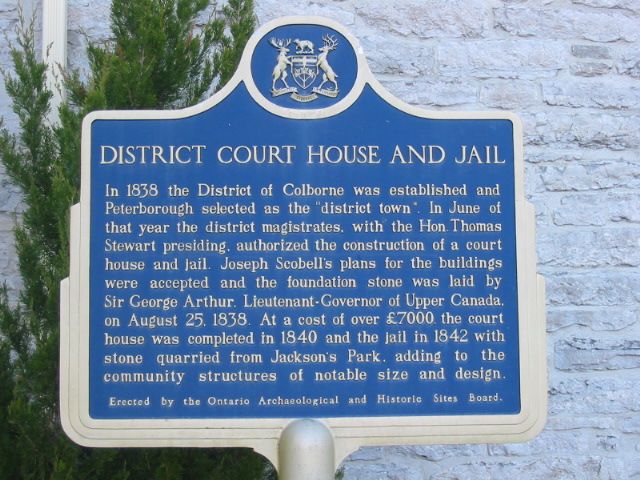 DISTRICT COURT HOUSE AND JAIL
In 1838 the District of Colborne was established and
Peterborough selected as the "district town". In June of
that year the district magistrates, with the Hon. Thomas
Stewart presiding, authorized the construction of a court
house and jail. Joseph Scobell's plans for the buildings
were accepted and the foundation stone was laid by
Sir George Arthur, Lieutenant-Governor of Upper Canada,
on August 25, 1838. At a cost of over £7000 the court
house was completed in 1840 and the jail in 1842 with
stone quarried from Jackson's Park, adding to the
community structures of notable size and design.
Erected by the Ontario Archaeological and Historic Sites Board.